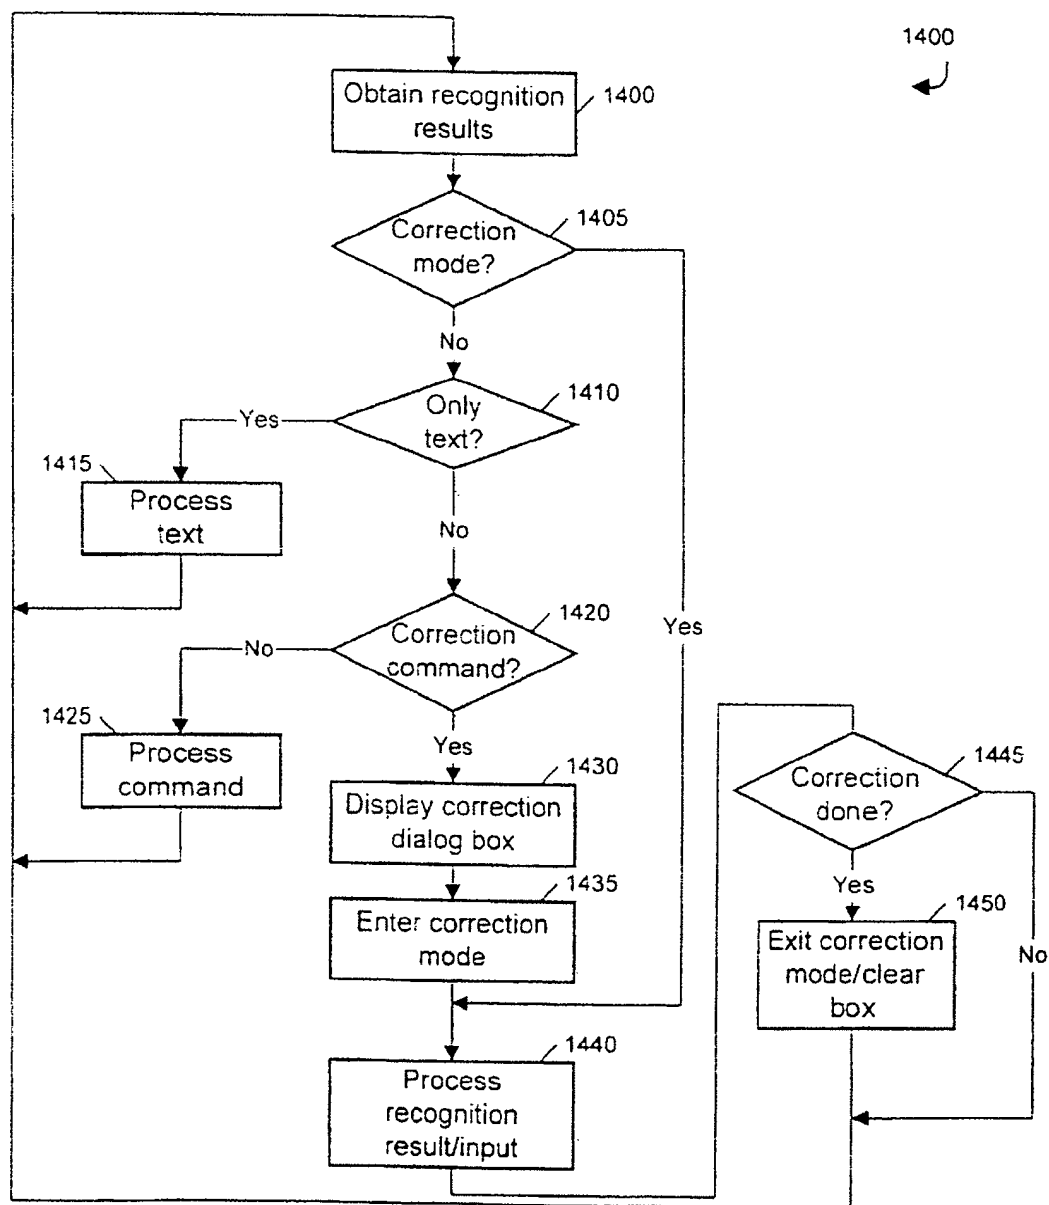 1400
Obtain recognition
results
1400
Correction
mode?
1405
No
Only
text?
1410
Yes
1415
Process
text
No
Correction
command?
1420
Yes
No
1425
Process
command
Yes
1430
Display correction
dialog box
1435
Enter correction
mode
1440
Process
recognition
result/input
Correction
done?
1445
Yes
No
1450
Exit correction
mode/clear
box